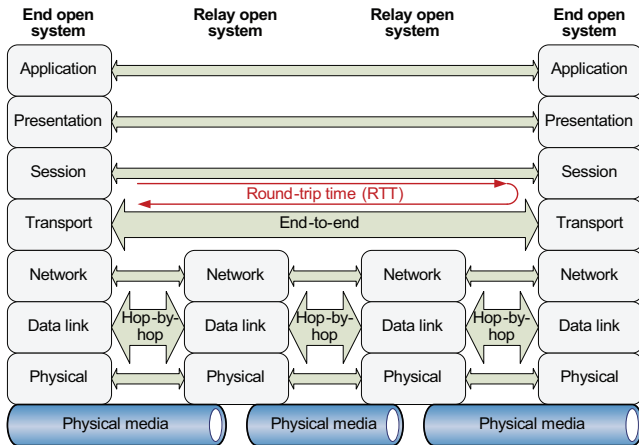 End open system
Relay open system
Relay open system
End open system
Application
Application
Presentation
Presentation
Session
Session
Round-trip time (RTT)
Transport
End-to-end
Transport
Network
Network
Network
Network
Data link
Hop-by-hop
Data link
Hop-by-hop
Data link
Hop-by-hop
Data link
Physical
Physical
Physical
Physical
Physical media
Physical media
Physical media